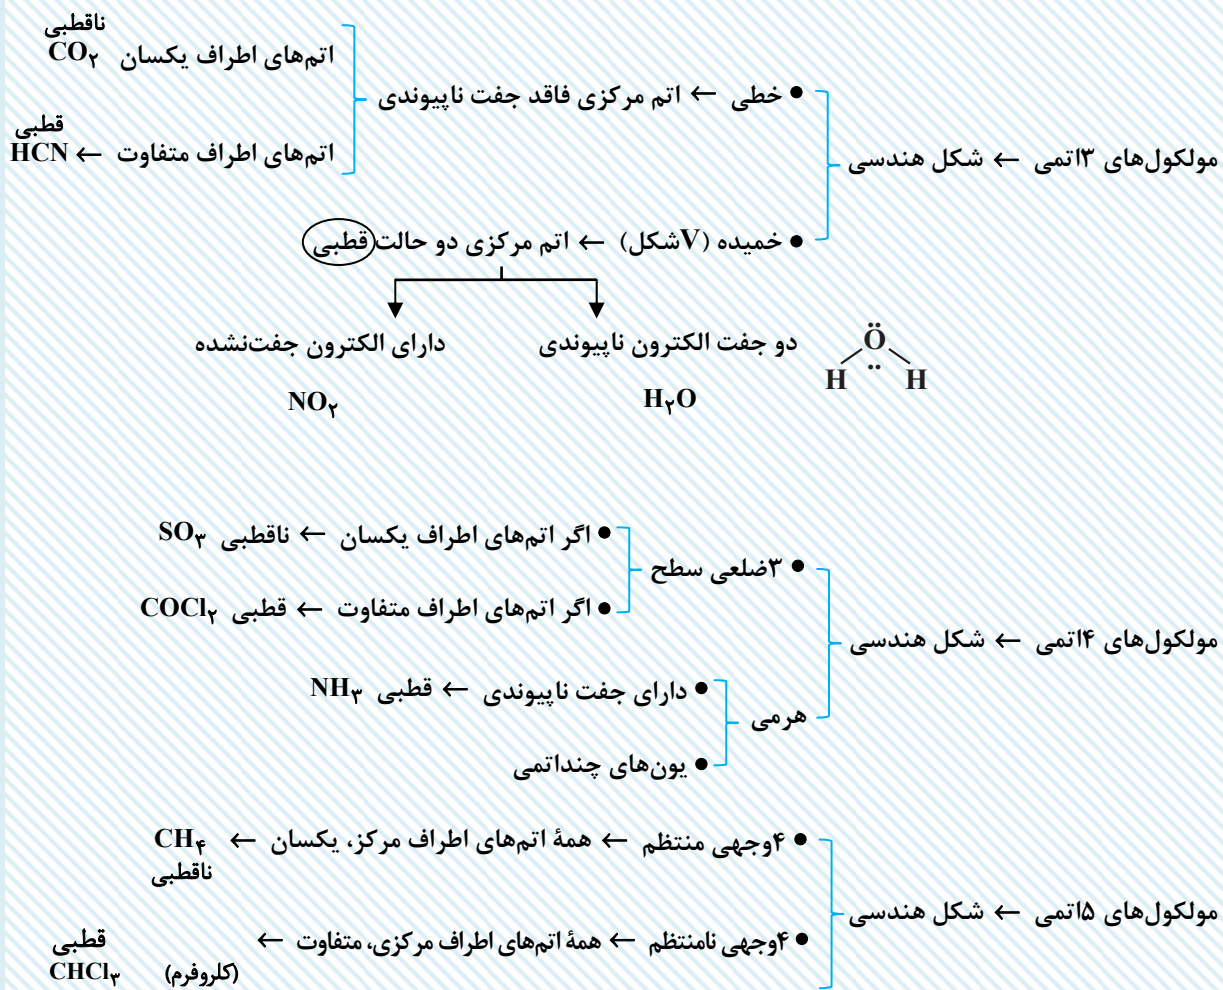 مولکول‌های ۳اتمی ← شکل هندسی
• خطی ← اتم مرکزی فاقد جفت ناپیوندی
ناقطبی
اتم‌های اطراف یکسان CO۲
قطبی
اتم‌های اطراف متفاوت ← HCN
• خمیده (Vشکل) ← اتم مرکزی دو حالت قطبی
دو جفت الکترون ناپیوندی
H۲O
H Ö H
دارای الکترون جفت‌نشده
NO۲
مولکول‌های ۴اتمی ← شکل هندسی
• ۳ضلعی سطح
• اگر اتم‌های اطراف یکسان ← ناقطبی SO۳
• اگر اتم‌های اطراف متفاوت ← قطبی COCl۲
هرمی
• دارای جفت ناپیوندی ← قطبی NH۳
• یون‌های چنداتمی
مولکول‌های ۵اتمی ← شکل هندسی
• ۴وجهی منتظم ← همهٔ اتم‌های اطراف مرکز، یکسان ← CH۴
ناقطبی
• ۴وجهی نامنتظم ← همهٔ اتم‌های اطراف مرکزی، متفاوت ← قطبی
(کلروفرم) CHCl۳